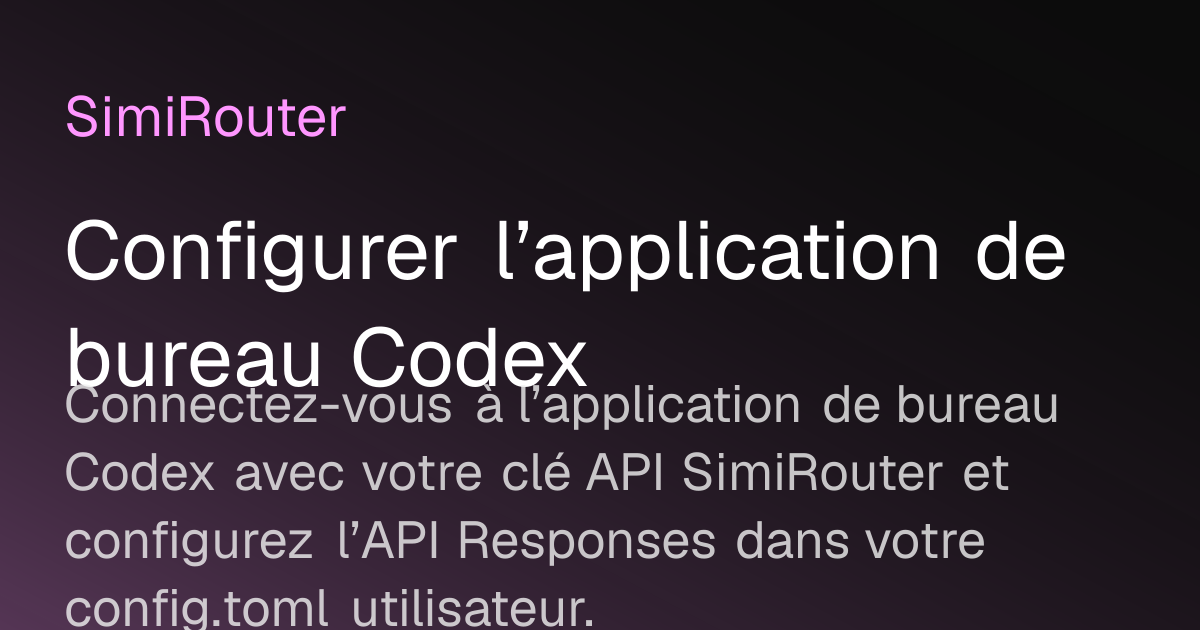 SimiRouter
Configurer l’application de
bureau Codex
Connectez-vous à l’application de bureau
Codex avec votre clé API SimiRouter et
configurez l’API Responses dans votre
config.toml utilisateur.